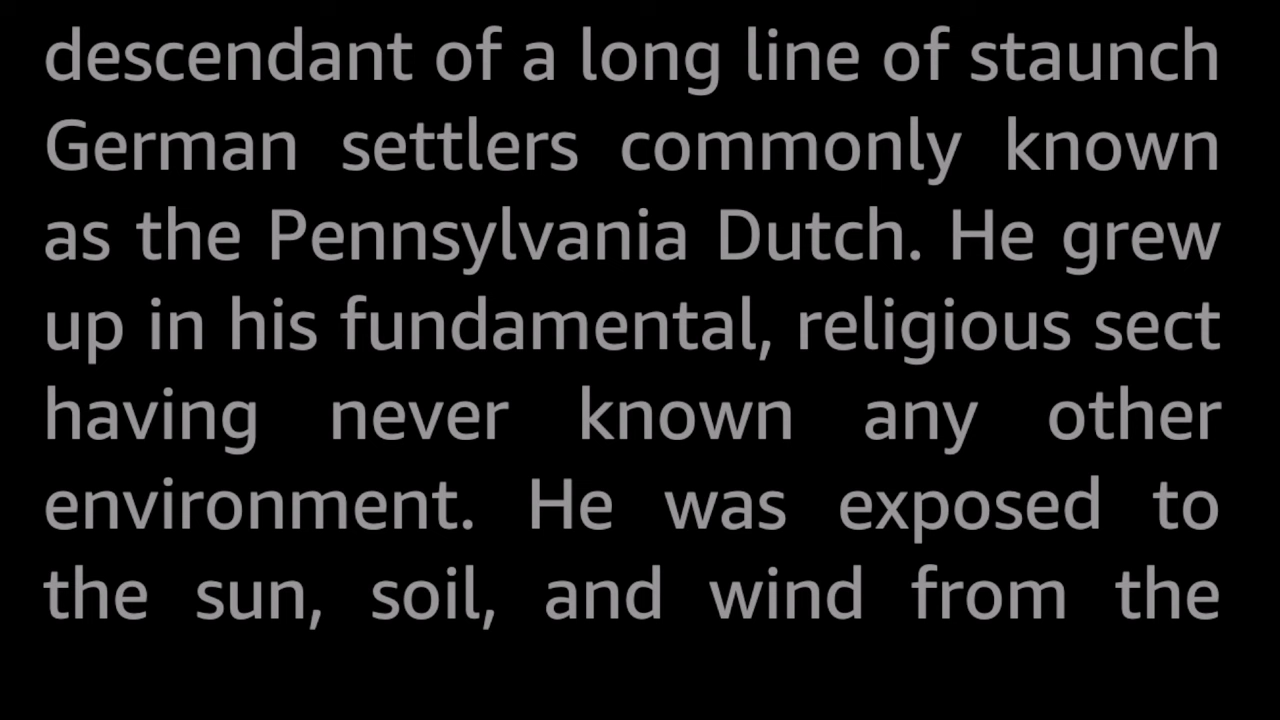 descendant of a long line of staunch
German settlers commonly known
as the Pennsylvania Dutch. He grew
up in his fundamental, religious sect
having never known any other
environment. He was exposed to
the sun, soil, and wind from the